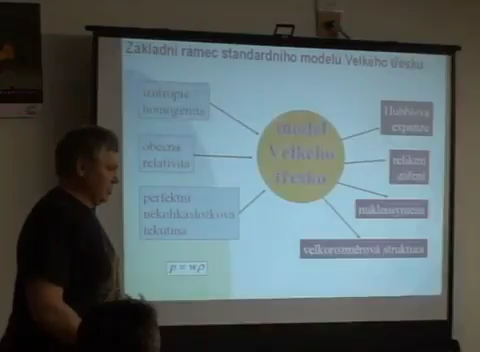 Základní rámec standardního modelu Velkého třesku
izotropie
homogenita
obecná
relativita
perfektní
několikasložková
tekutina
p = wρ
model
Velkého
třesku
Hubblova
expanze
reliktní
záření
nukleosyntéza
velkorozměrová struktura